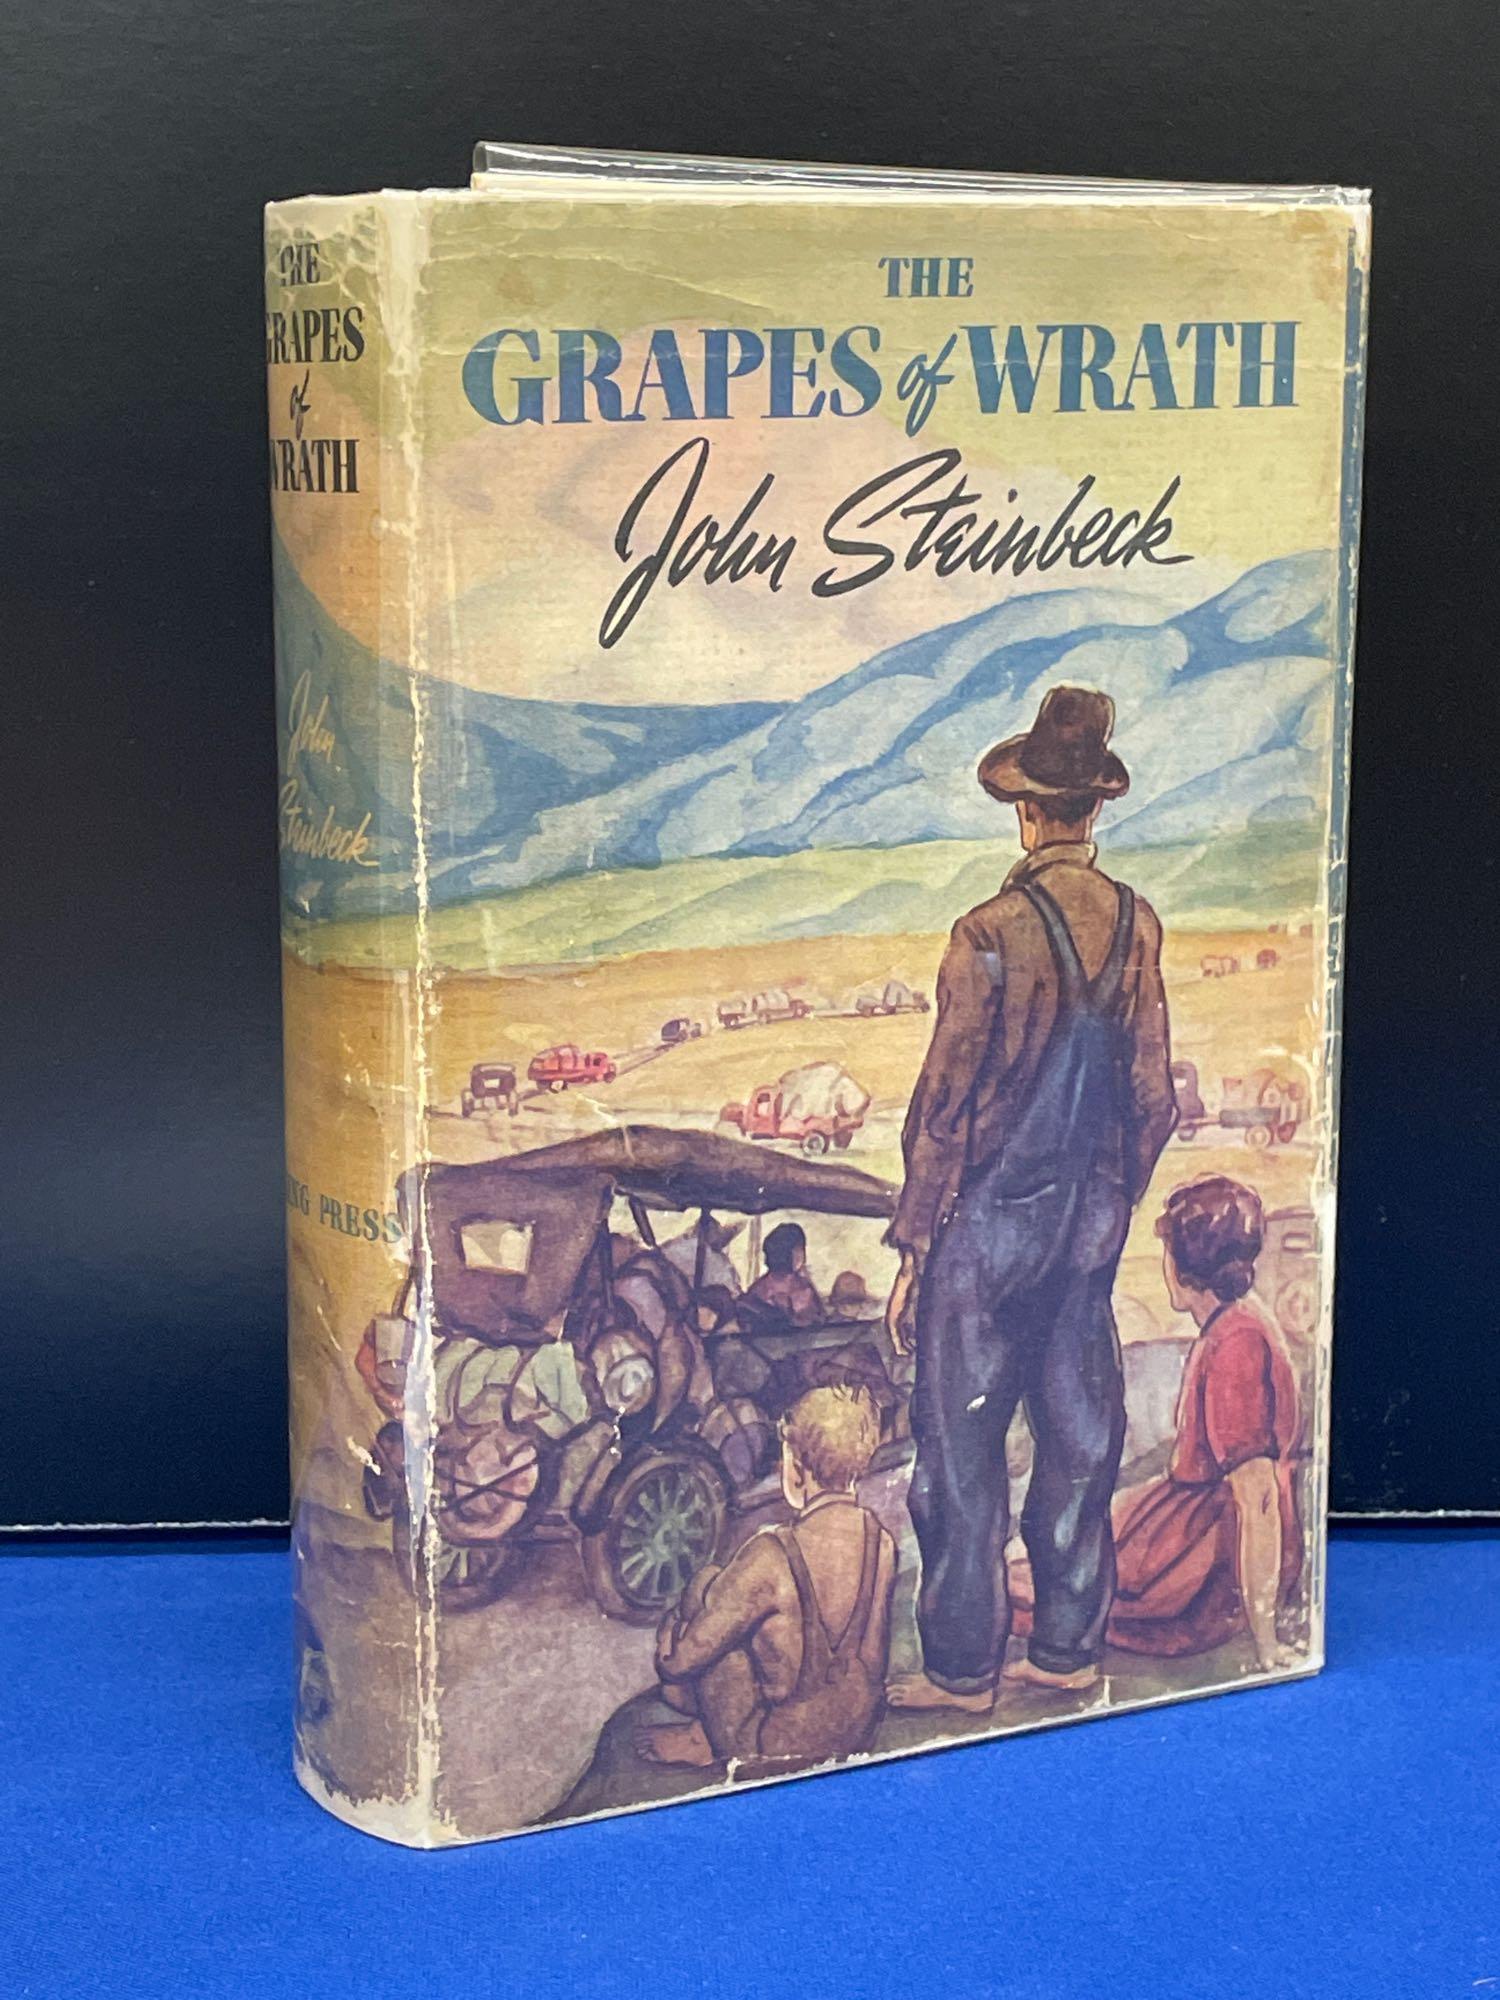 THE
GRAPES
of
WRATH
John
Steinbeck
PRESS
THE
GRAPES of WRATH
John Steinbeck